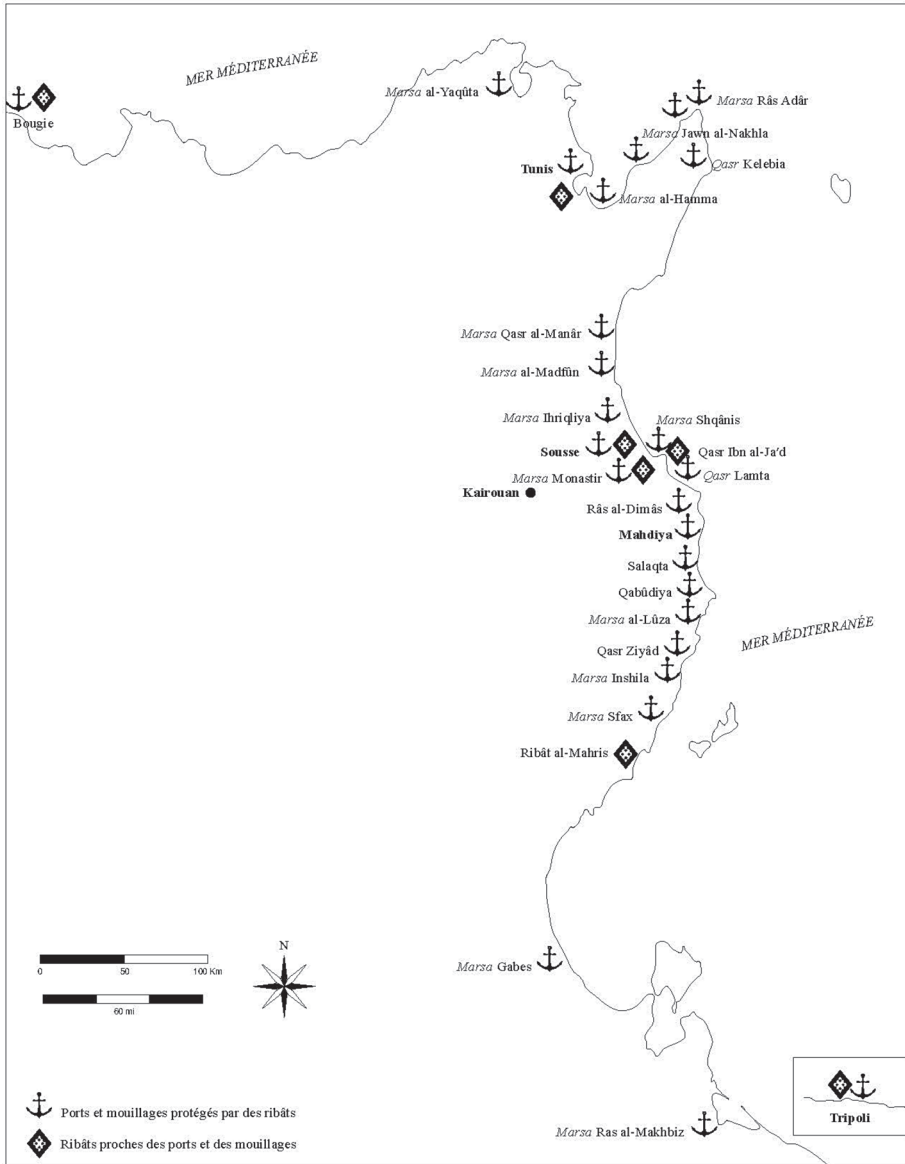 MER MÉDITERRANÉE
Marsa al-Yaqûta
Marsa Râs Adâr
Bougie
Marsa Jawn al-Nakhla
Tunis
Qasr Kelebia
Marsa al-Hamma
Marsa Qasr al-Manâr
Marsa al-Madfûn
Marsa Ihriqliya
Marsa Shqânis
Sousse
Qasr Ibn al-Ja'd
Marsa Monastir
Qasr Lamta
Kairouan
Râs al-Dimâs
Mahdiya
Salaqta
Qabûdiya
Marsa al-Lûza
MER MÉDITERRANÉE
Qasr Ziyâd
Marsa Inshila
Marsa Sfax
Ribât al-Mahris
N
Marsa Gabes
0 50 100 Km
60 mi
Ports et mouillages protégés par des ribâts
Tripoli
Marsa Ras al-Makhbiz
Ribâts proches des ports et des mouillages